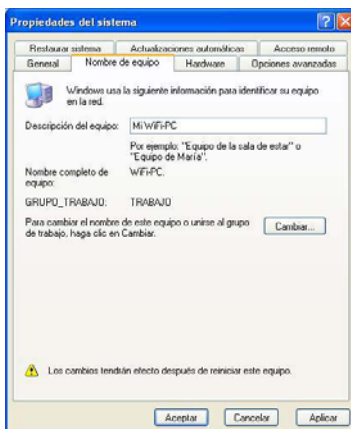 Propiedades del sistema
Restaurar sistema
Actualizaciones automáticas
Acceso remoto
General
Nombre de equipo
Hardware
Opciones avanzadas
Windows usa la siguiente información para identificar su equipo
en la red.
Descripción del equipo:
Mi WiFi-PC
Por ejemplo: "Equipo de la sala de estar" o
"Equipo de María".
Nombre completo de
equipo:
WiFi-PC.
GRUPO_TRABAJO:
TRABAJO
Para cambiar el nombre de este equipo o unirse al grupo
de trabajo, haga clic en Cambiar.
Cambiar...
Los cambios tendrán efecto después de reiniciar este equipo.
Aceptar
Cancelar
Aplicar